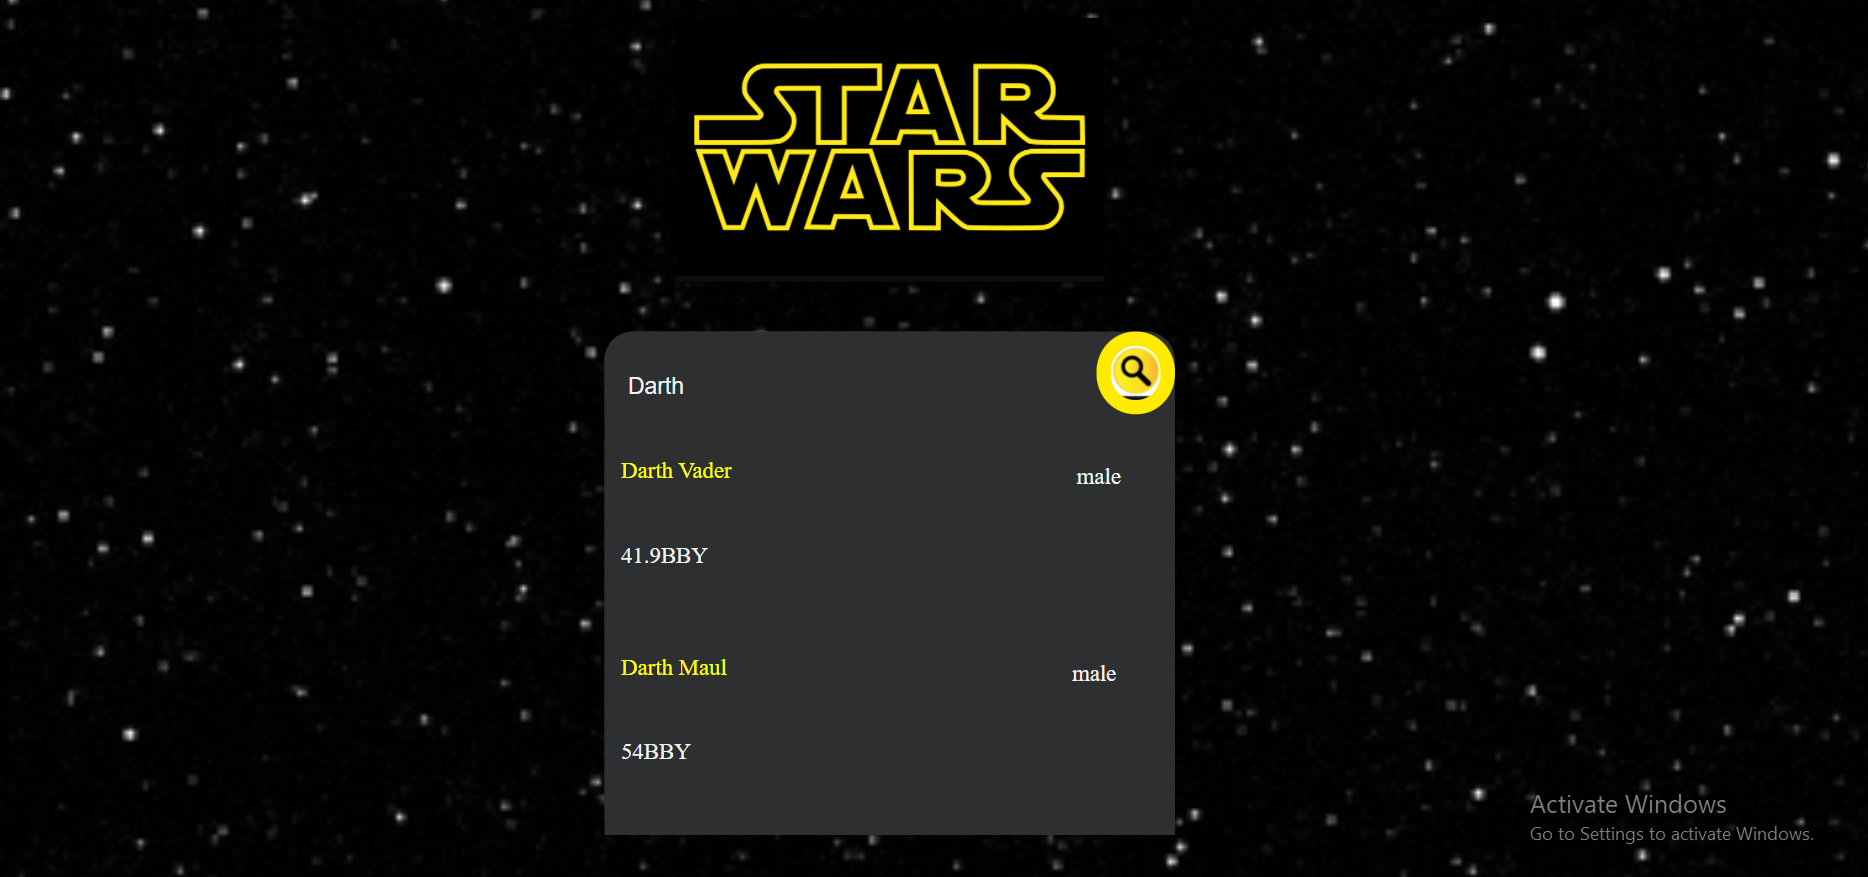 STAR
WARS
Darth
Darth Vader
male
41.9BBY
Darth Maul
male
54BBY
Activate Windows
Go to Settings to activate Windows.